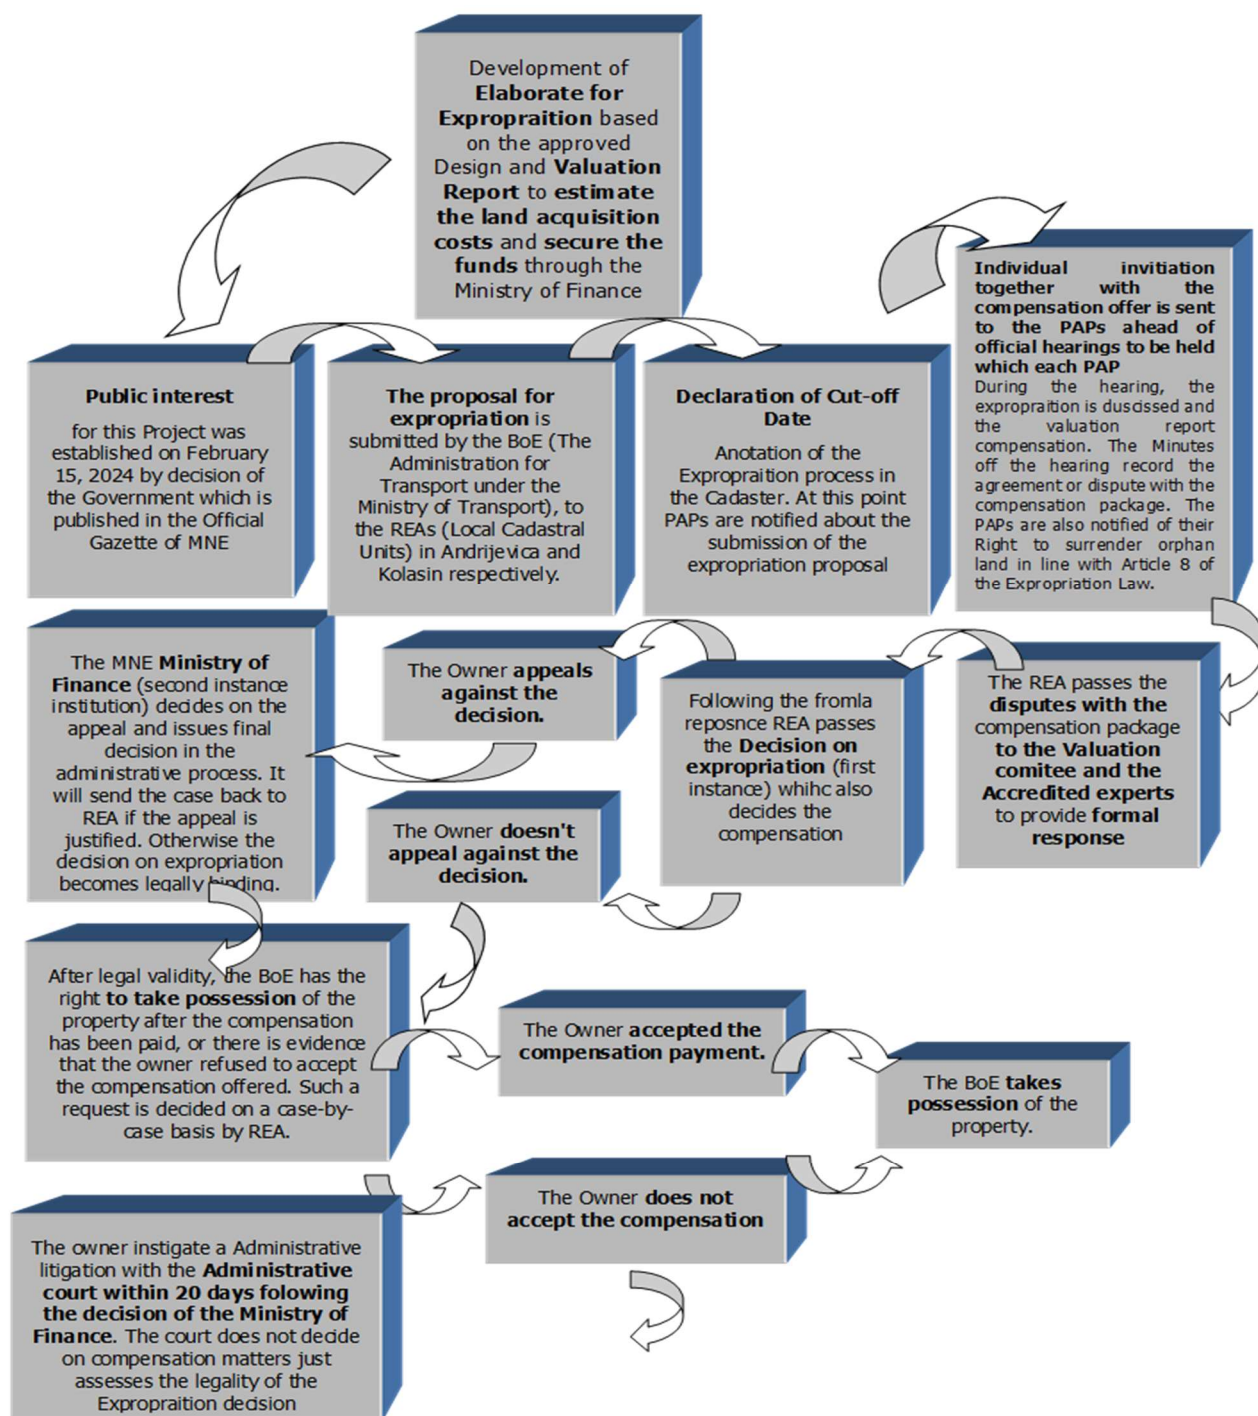 Development of
Elaborate for
Expropraition based
on the approved
Design and Valuation
Report to estimate
the land acquisition
costs and secure the
funds through the
Ministry of Finance
Public interest
for this Project was
established on February
15, 2024 by decision of
the Government which is
published in the Official
Gazette of MNE
The proposal for
expropriation is
submitted by the BoE (The
Administration for
Transport under the
Ministry of Transport), to
the REAs (Local Cadastral
Units) in Andrijevica and
Kolasin respectively.
Declaration of Cut-off
Date
Anotation of the
Expropraition process in
the Cadaster. At this point
PAPs are notified about the
submission of the
expropriation proposal
Individual invitiation
together with the
compensation offer is sent
to the PAPs ahead of
official hearings to be held
which each PAP
During the hearing, the
expropraition is duscissed and
the valuation report
compensation. The Minutes
off the hearing record the
agreement or dispute with the
compensation package. The
PAPs are also notified of their
Right to surrender orphan
land in line with Article 8 of
the Expropriation Law.
The REA passes the
disputes with the
compensation package
to the Valuation
comitee and the
Accredited experts
to provide formal
response
Following the fromla
reposnce REA passes
the Decision on
expropriation (first
instance) whihc also
decides the
compensation
The Owner appeals
against the
decision.
The MNE Ministry of
Finance (second instance
institution) decides on the
appeal and issues final
decision in the
administrative process. It
will send the case back to
REA if the appeal is
justified. Otherwise the
decision on expropriation
becomes legally binding.
The Owner doesn't
appeal against the
decision.
After legal validity, the BoE has the
right to take possession of the
property after the compensation
has been paid, or there is evidence
that the owner refused to accept
the compensation offered. Such a
request is decided on a case-by-
case basis by REA.
The Owner accepted the
compensation payment.
The BoE takes
possession of the
property.
The Owner does not
accept the compensation
The owner instigate a Administrative
litigation with the Administrative
court within 20 days folowing
the decision of the Ministry of
Finance. The court does not decide
on compensation matters just
assesses the legality of the
Expropraition decision